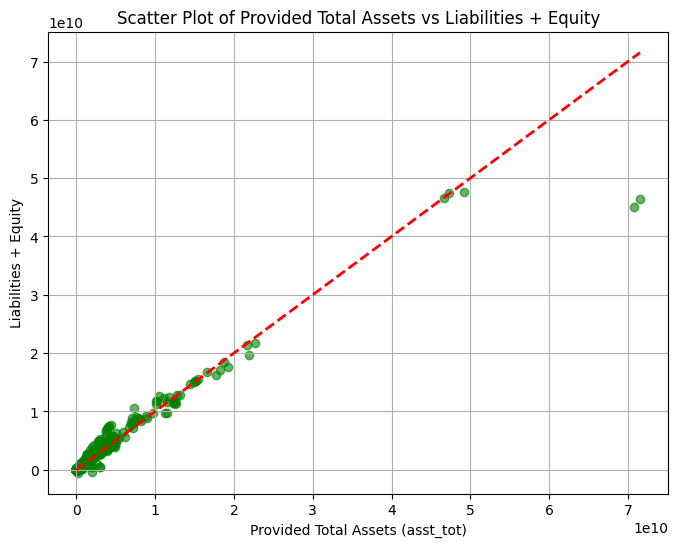 Scatter Plot of Provided Total Assets vs Liabilities + Equity
1e10
7
6
5
4
3
2
1
0
Liabilities + Equity
0 1 2 3 4 5 6 7
1e10
Provided Total Assets (asst_tot)